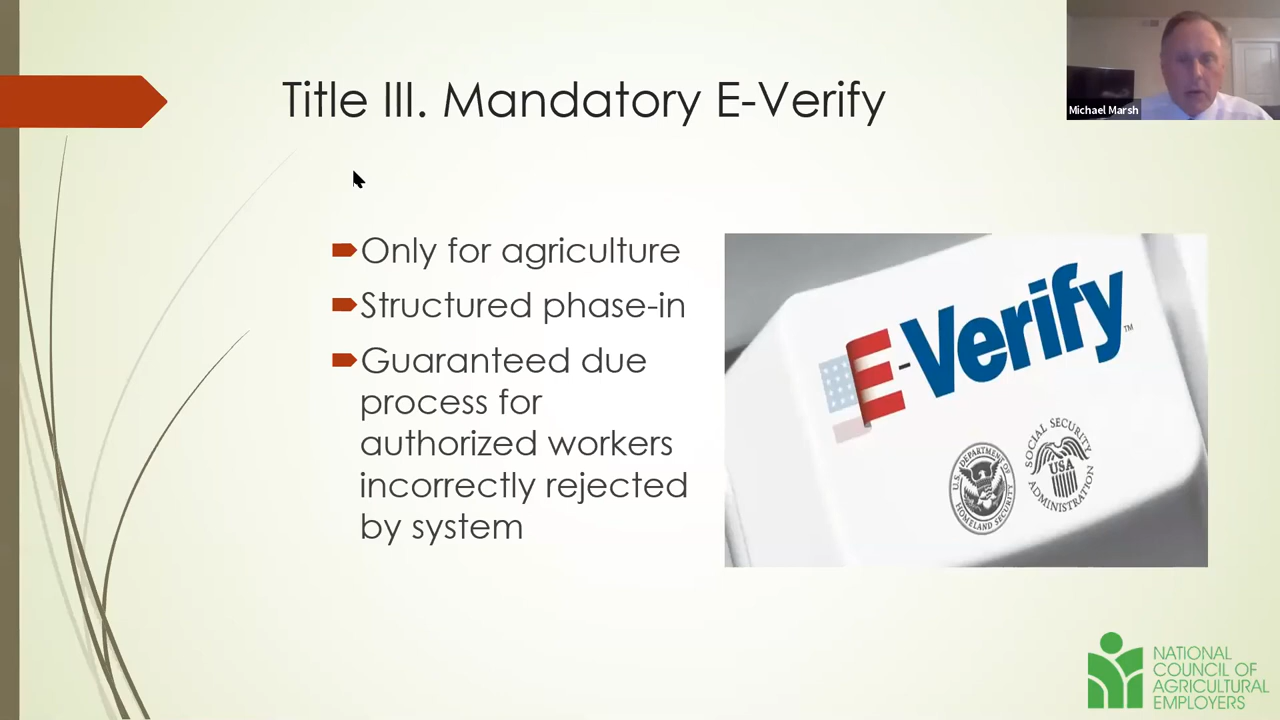 Title III. Mandatory E-Verify
Michael Marsh
Only for agriculture
Structured phase-in
Guaranteed due
process for
authorized workers
incorrectly rejected
by system
E-Verify™
U.S. DEPARTMENT OF HOMELAND SECURITY
SOCIAL SECURITY ADMINISTRATION
USA
NATIONAL
COUNCIL OF
AGRICULTURAL
EMPLOYERS